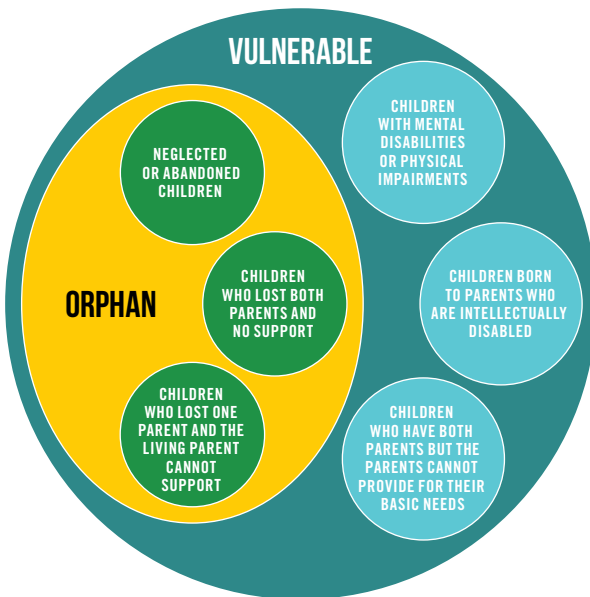 VULNERABLE
NEGLECTED
OR ABANDONED
CHILDREN
ORPHAN
CHILDREN
WHO LOST BOTH
PARENTS AND
NO SUPPORT
CHILDREN
WHO LOST ONE
PARENT AND THE
LIVING PARENT
CANNOT
SUPPORT
CHILDREN
WITH MENTAL
DISABILITIES
OR PHYSICAL
IMPAIRMENTS
CHILDREN BORN
TO PARENTS WHO
ARE INTELLECTUALLY
DISABLED
CHILDREN
WHO HAVE BOTH
PARENTS BUT THE
PARENTS CANNOT
PROVIDE FOR THEIR
BASIC NEEDS